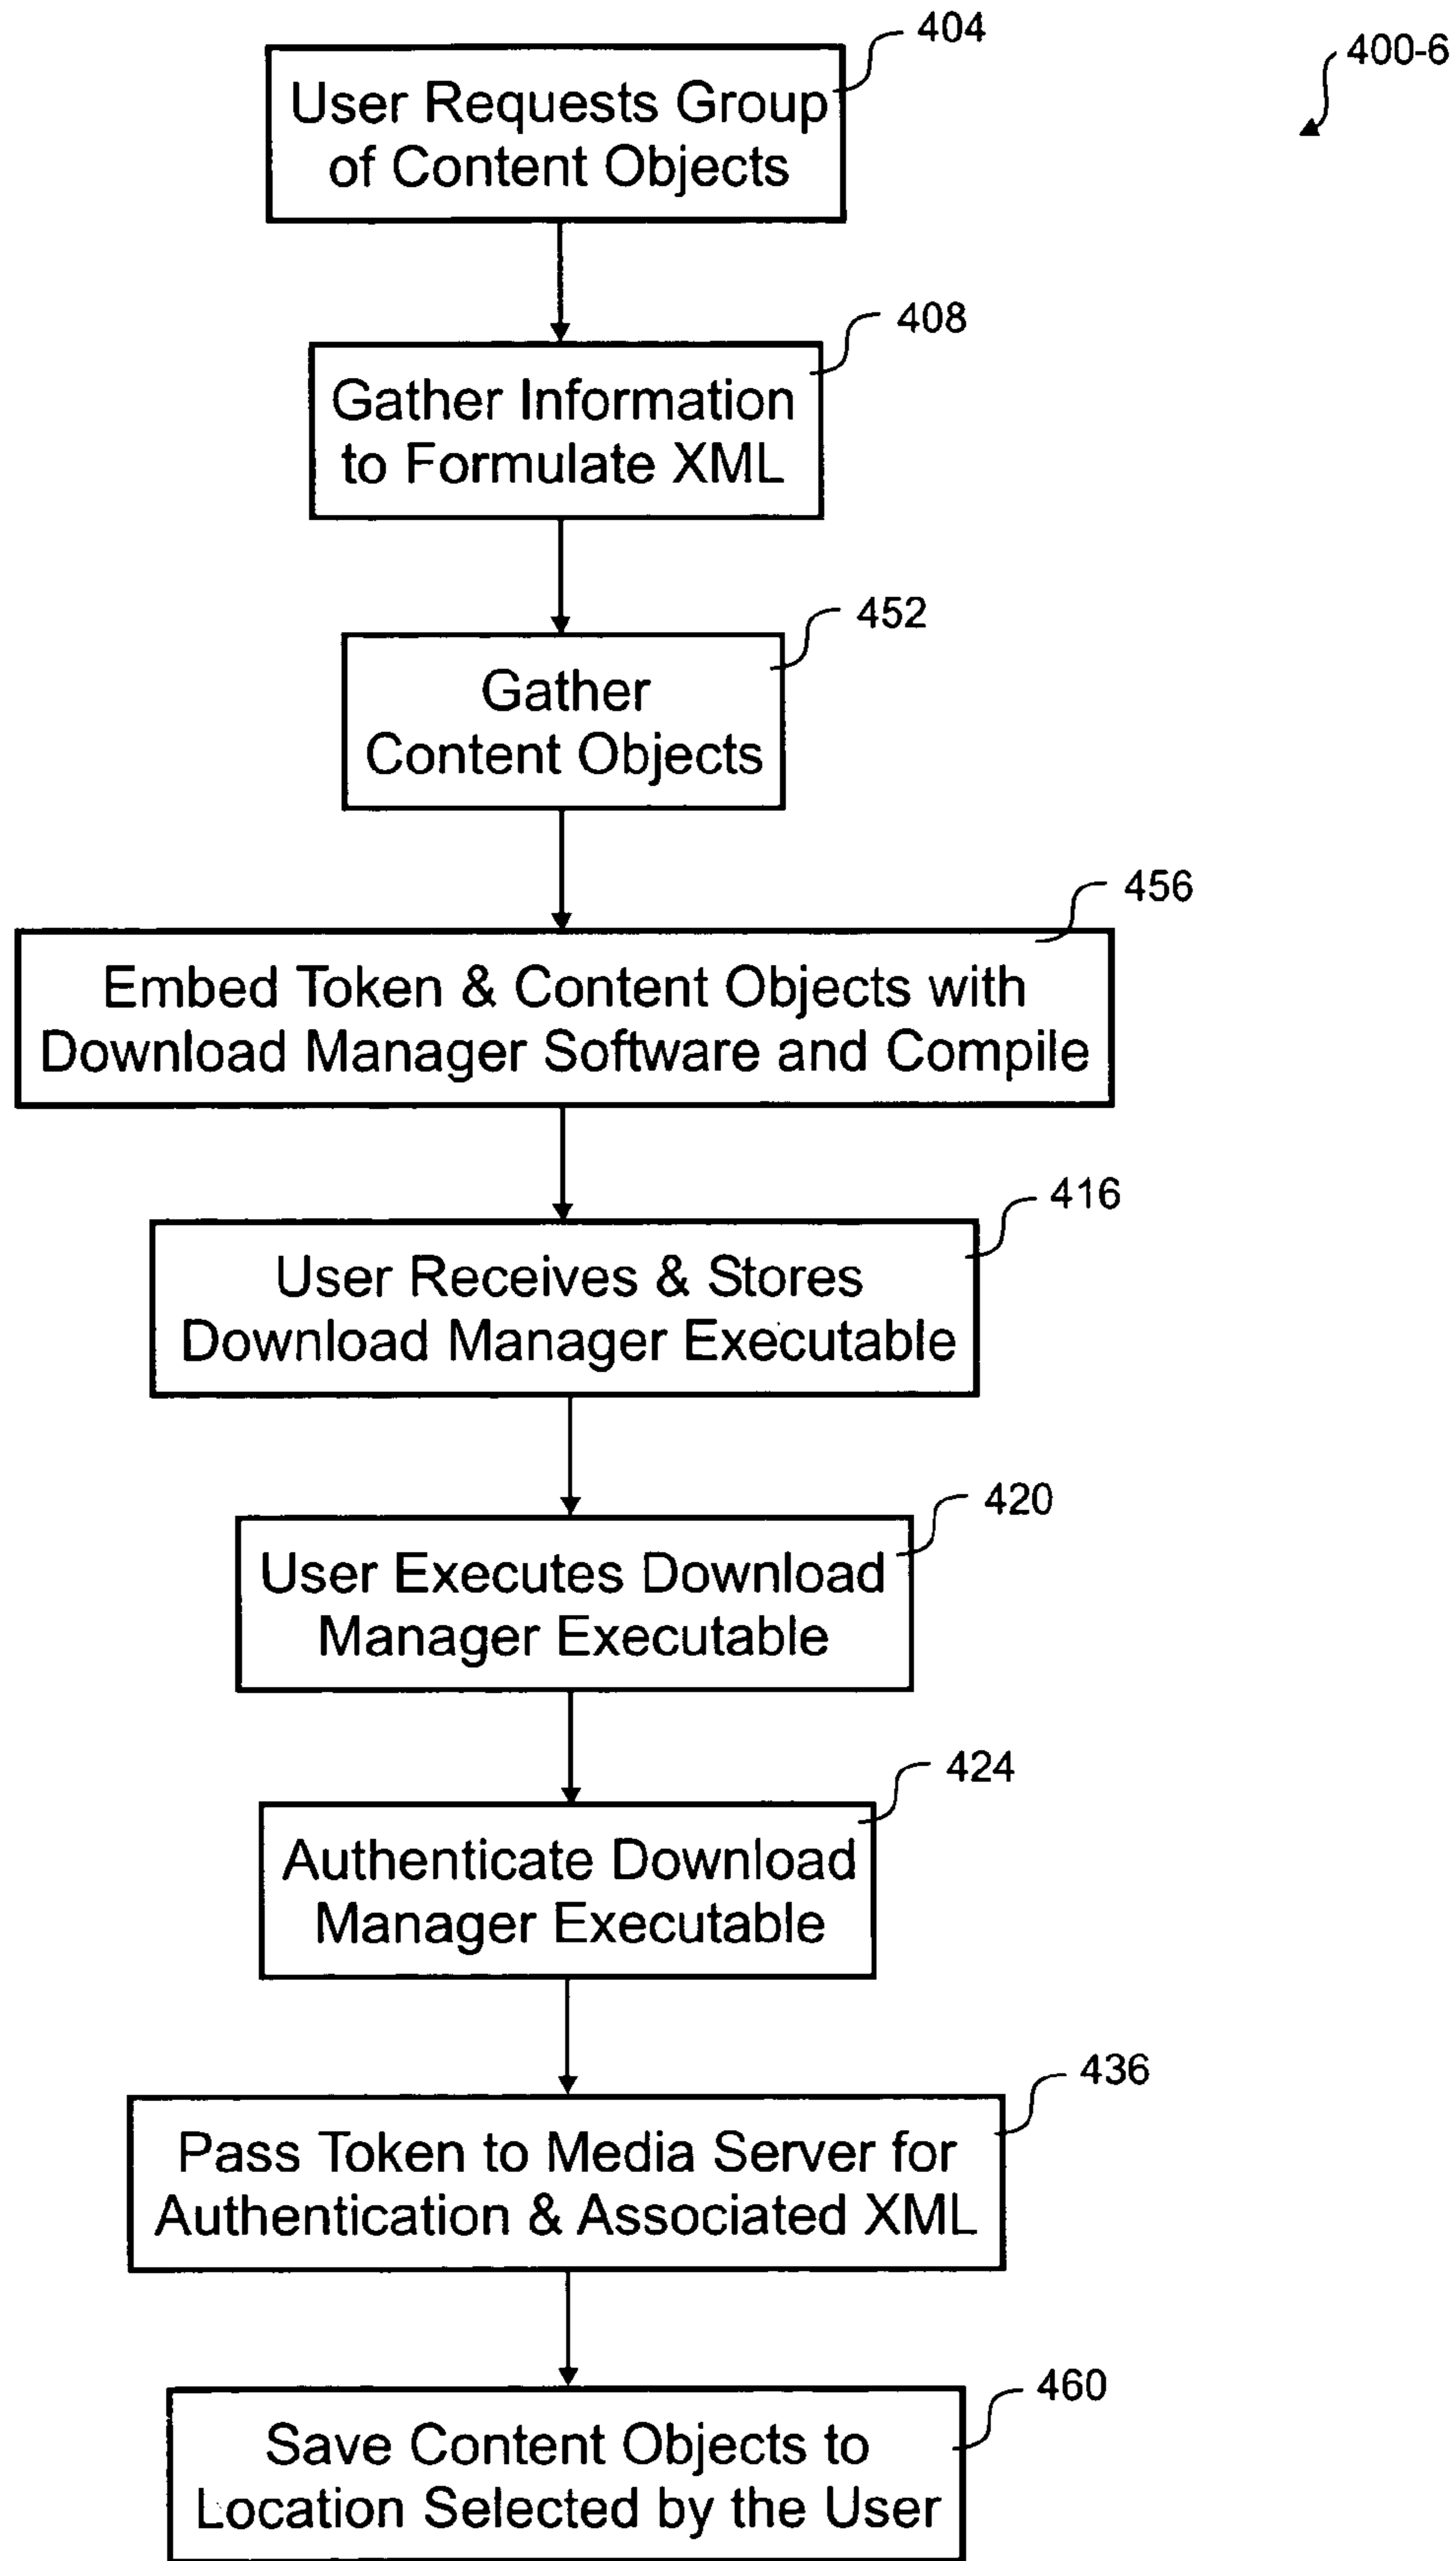 404
400-6
User Requests Group
of Content Objects
408
Gather Information
to Formulate XML
452
Gather
Content Objects
456
Embed Token & Content Objects with
Download Manager Software and Compile
416
User Receives & Stores
Download Manager Executable
420
User Executes Download
Manager Executable
424
Authenticate Download
Manager Executable
436
Pass Token to Media Server for
Authentication & Associated XML
460
Save Content Objects to
Location Selected by the User